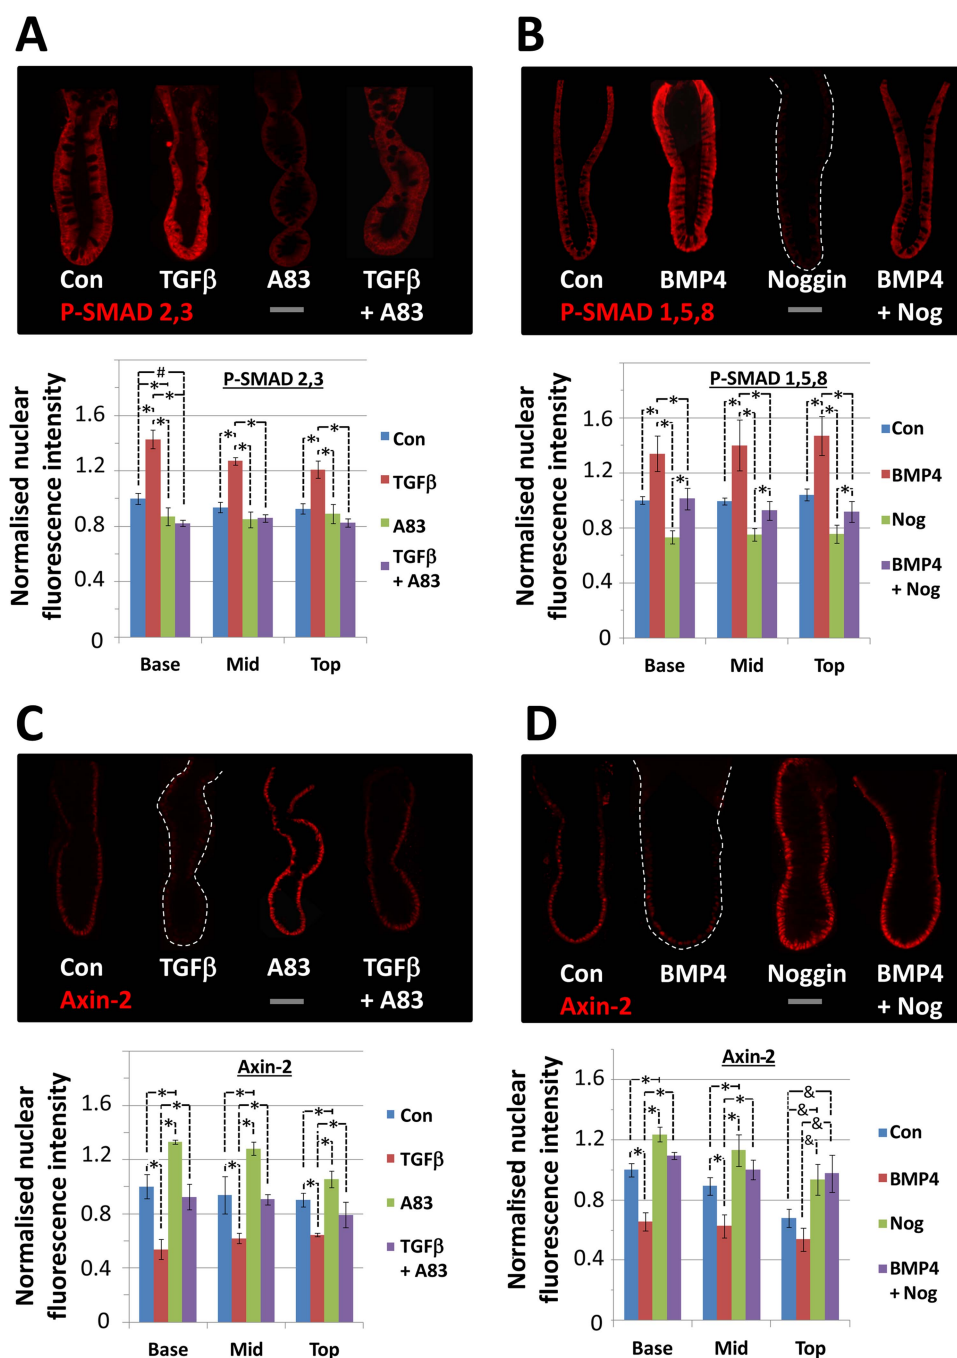 A
Con TGFβ A83 TGFβ + A83
P-SMAD 2,3
P-SMAD 2,3
Normalised nuclear
fluorescence intensity
1.6
1.2
0.8
0.4
0
#
*
*
* * * * * * * *
Base Mid Top
Con
TGFβ
A83
TGFβ
+ A83
B
Con BMP4 Noggin BMP4 + Nog
P-SMAD 1,5,8
P-SMAD 1,5,8
Normalised nuclear
fluorescence intensity
1.6
1.2
0.8
0.4
0
* * * * * * * * * * * *
Base Mid Top
Con
BMP4
Nog
BMP4
+ Nog
C
Con TGFβ A83 TGFβ + A83
Axin-2
Axin-2
Normalised nuclear
fluorescence intensity
1.6
1.2
0.8
0.4
0
* * * * * * * * * * * *
Base Mid Top
Con
TGFβ
A83
TGFβ
+ A83
D
Con BMP4 Noggin BMP4 + Nog
Axin-2
Axin-2
Normalised nuclear
fluorescence intensity
1.6
1.2
0.8
0.4
0
* * * * * * * *
&
&
&
&
Base Mid Top
Con
BMP4
Nog
BMP4
+ Nog